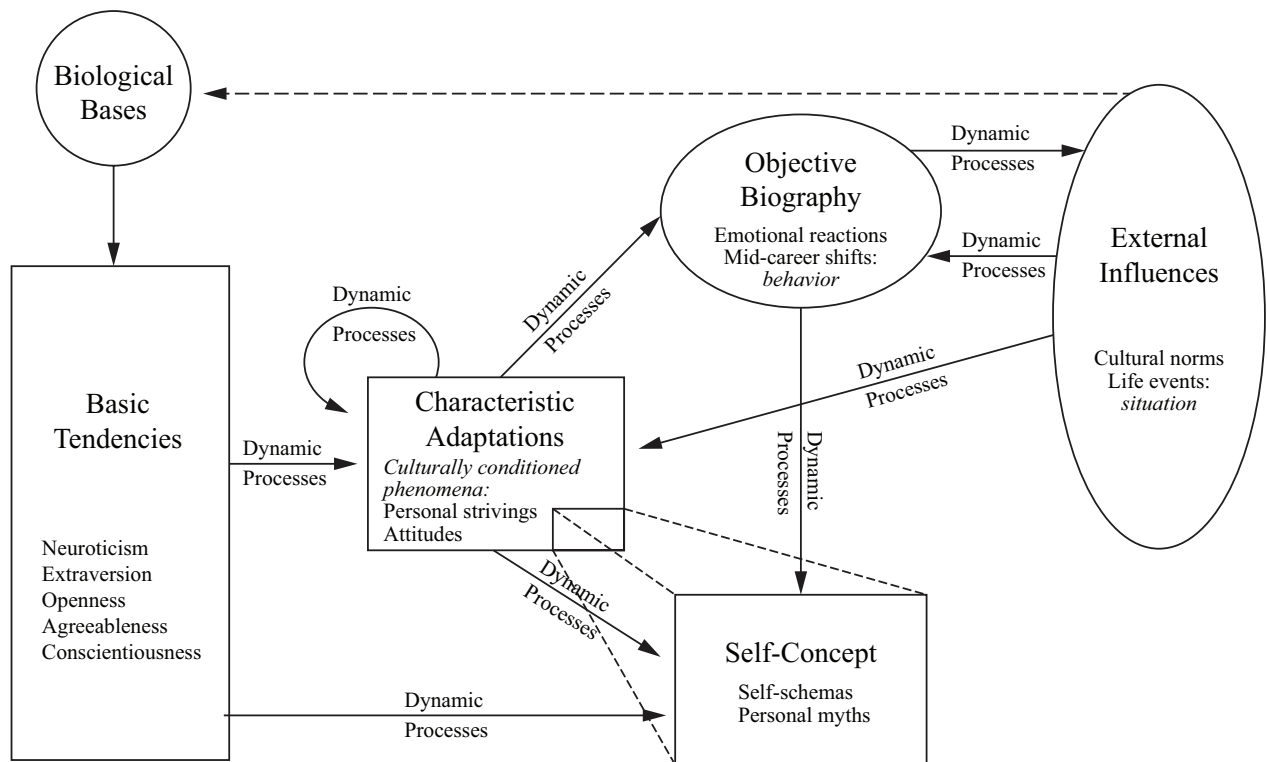 Biological
Bases
Dynamic
Processes
Objective
Biography
Emotional reactions
Mid-career shifts:
behavior
Dynamic
Processes
External
Influences
Cultural norms
Life events:
situation
Dynamic
Processes
Dynamic
Processes
Dynamic
Processes
Basic
Tendencies
Neuroticism
Extraversion
Openness
Agreeableness
Conscientiousness
Dynamic
Processes
Characteristic
Adaptations
Culturally conditioned
phenomena:
Personal strivings
Attitudes
Dynamic
Processes
Dynamic
Processes
Self-Concept
Self-schemas
Personal myths
Dynamic
Processes